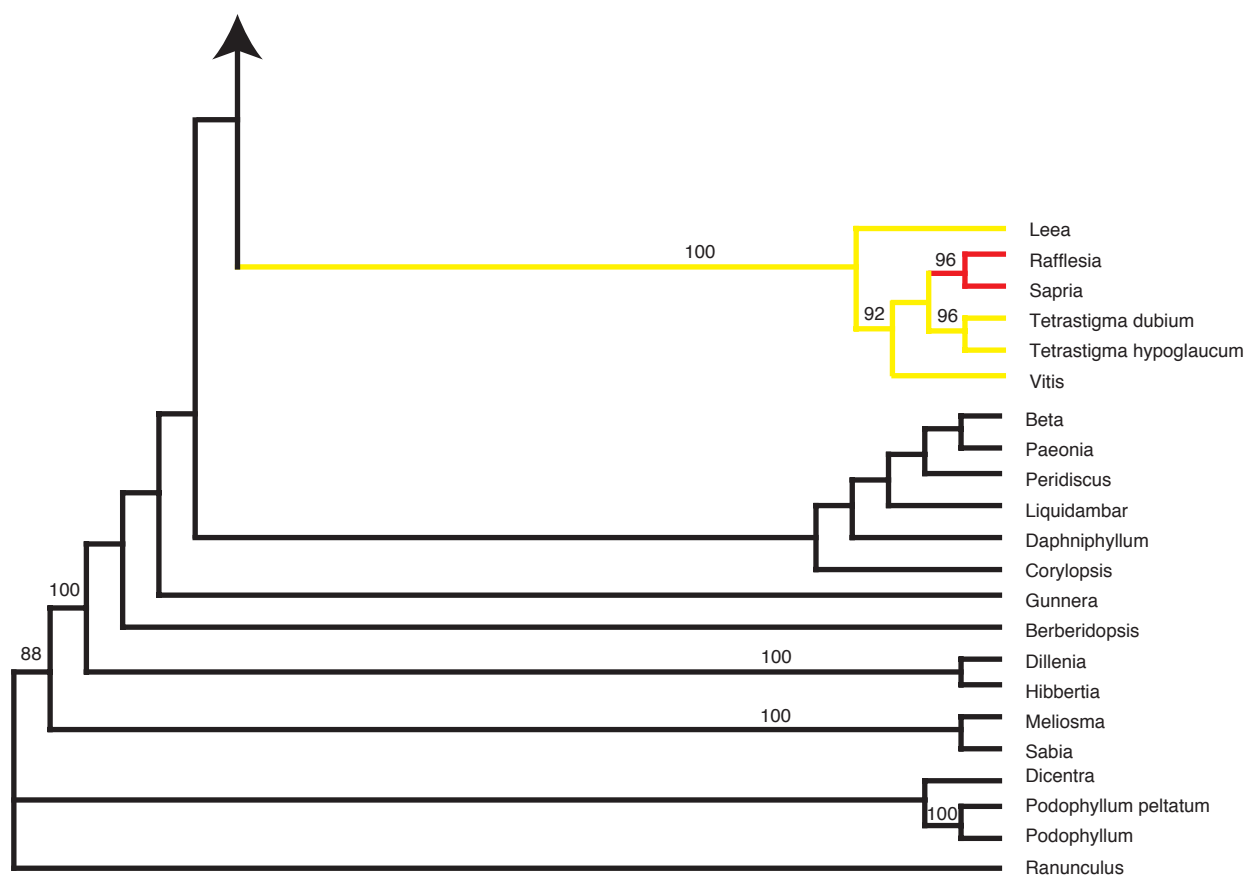 Leea
100
96
Rafflesia
Sapria
92
96
Tetrastigma dubium
Tetrastigma hypoglaucum
Vitis
Beta
Paeonia
Peridiscus
Liquidambar
Daphniphyllum
Corylopsis
100
Gunnera
Berberidopsis
88
100
Dillenia
Hibbertia
100
Meliosma
Sabia
Dicentra
100
Podophyllum peltatum
Podophyllum
Ranunculus